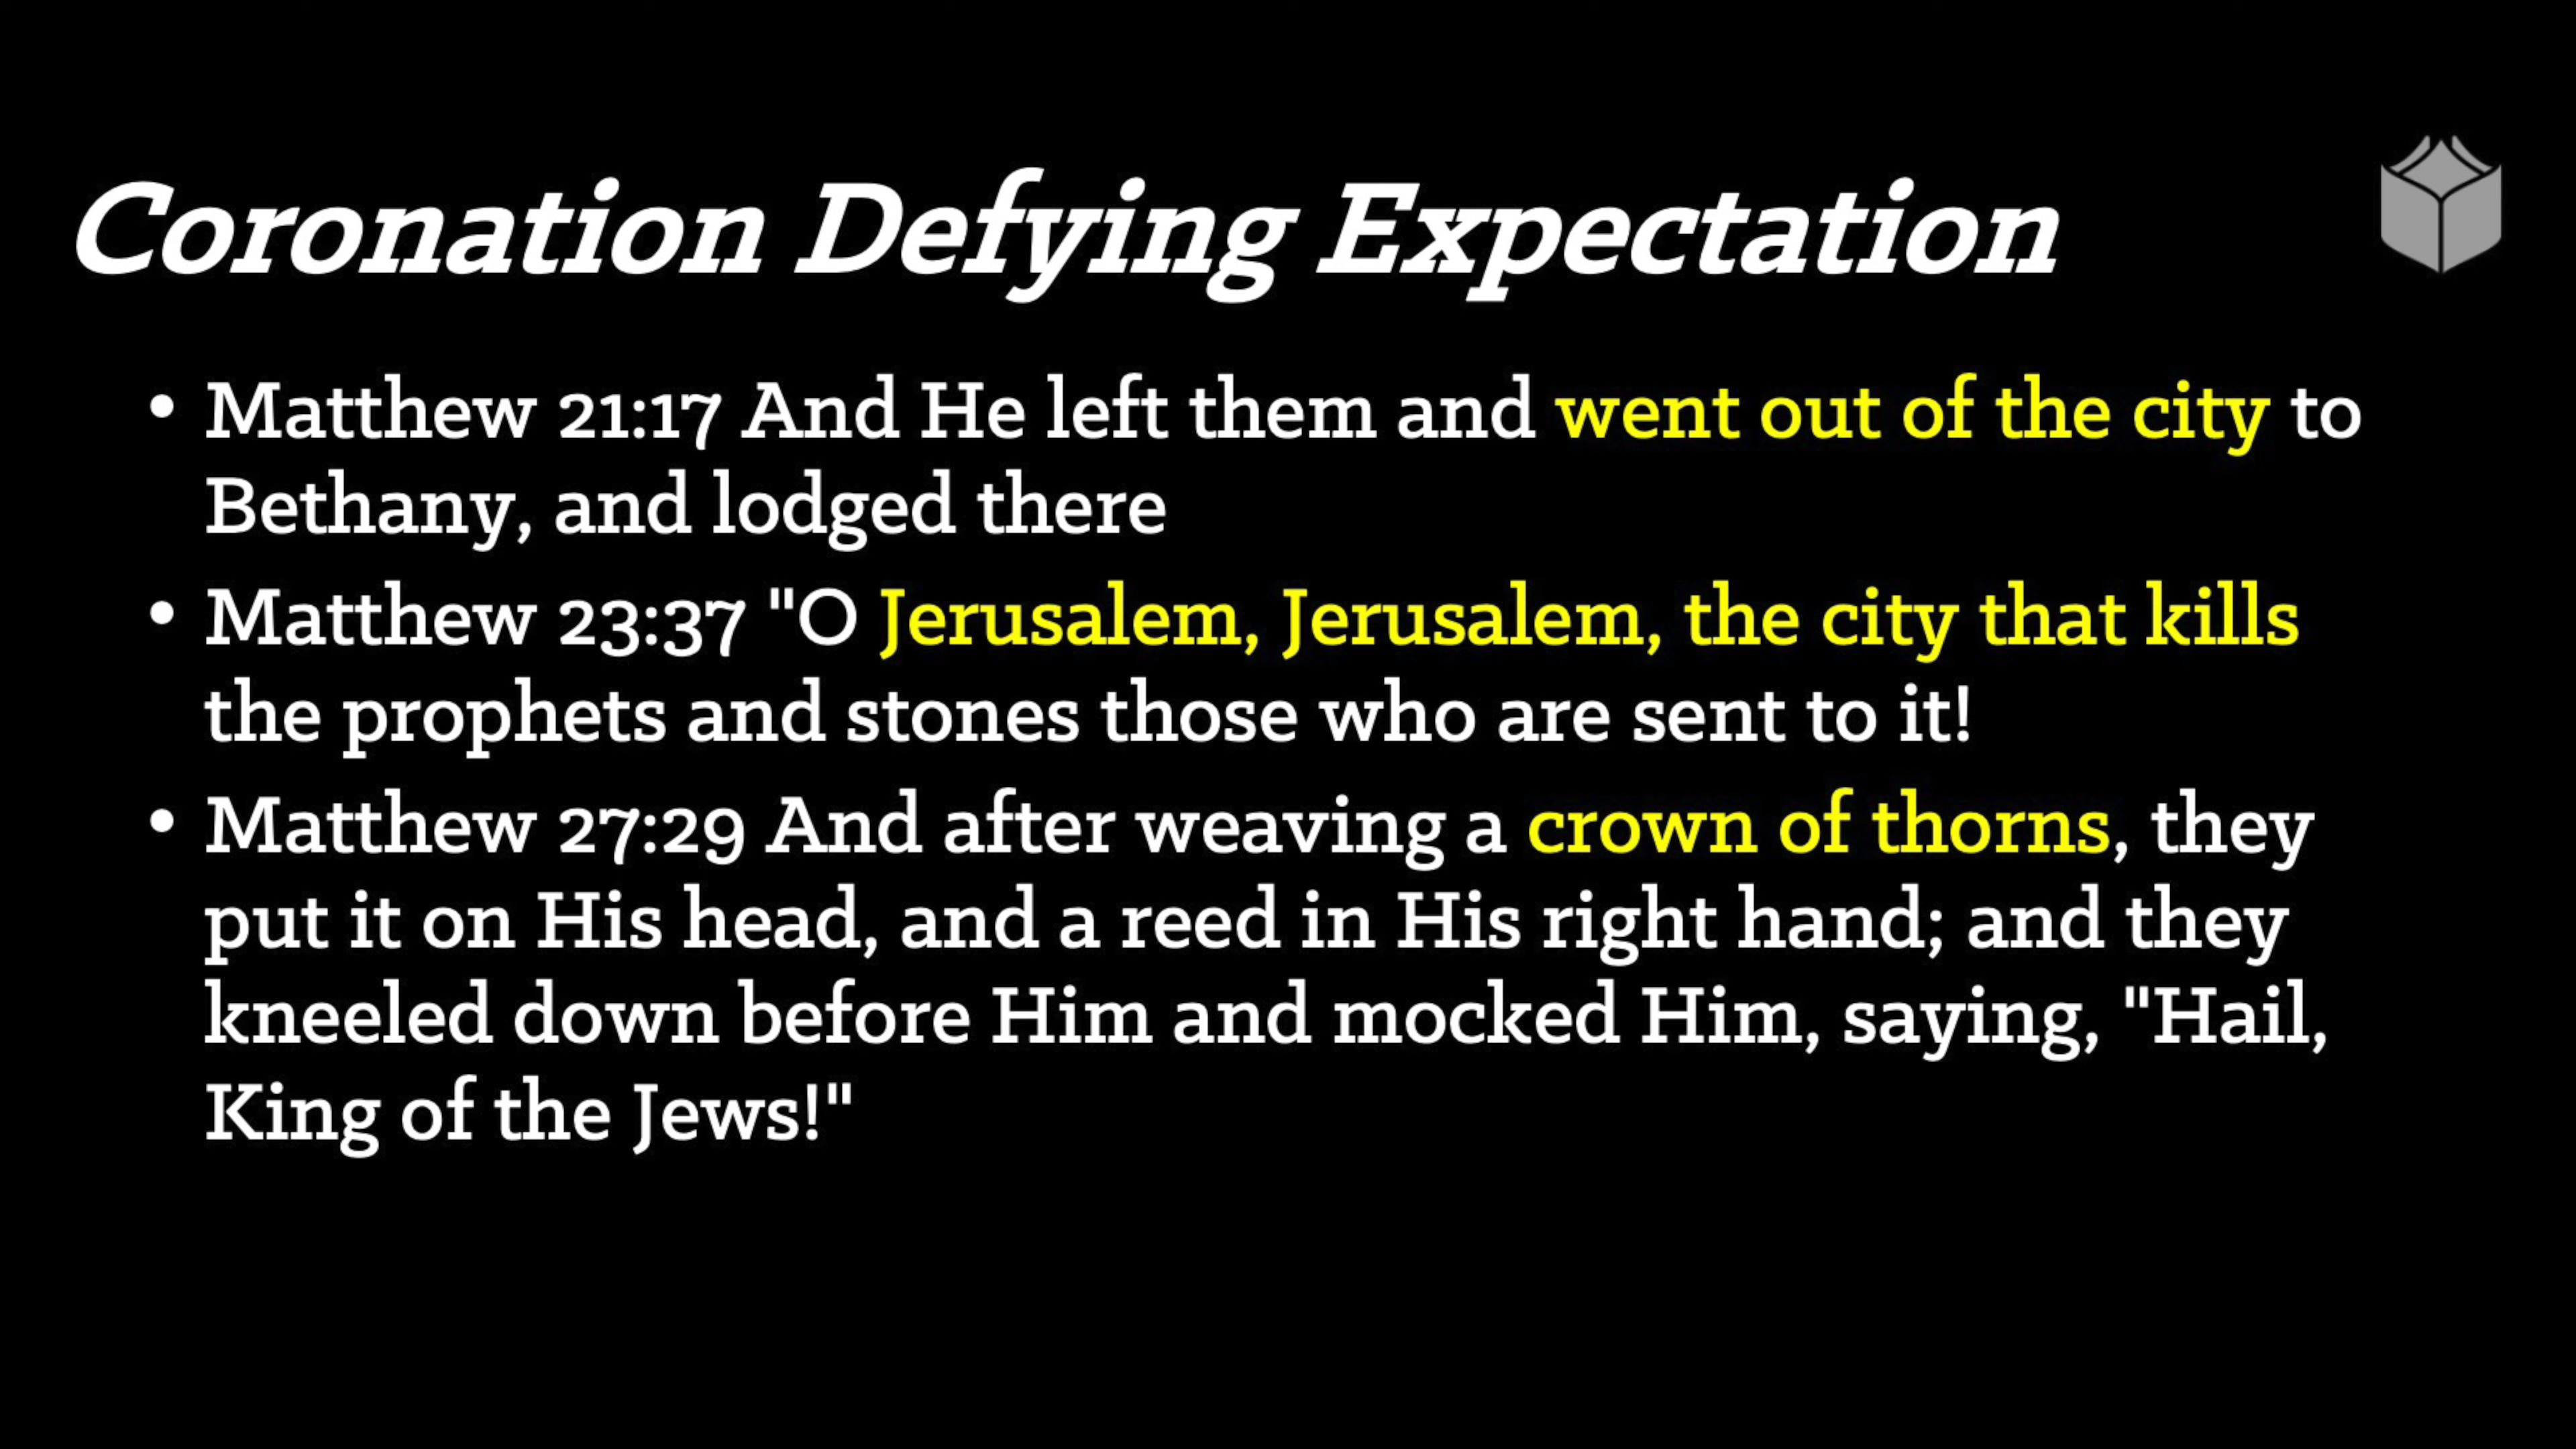 Coronation Defying Expectation
• Matthew 21:17 And He left them and went out of the city to
Bethany, and lodged there
• Matthew 23:37 "O Jerusalem, Jerusalem, the city that kills
the prophets and stones those who are sent to it!
• Matthew 27:29 And after weaving a crown of thorns, they
put it on His head, and a reed in His right hand; and they
kneeled down before Him and mocked Him, saying, "Hail,
King of the Jews!"